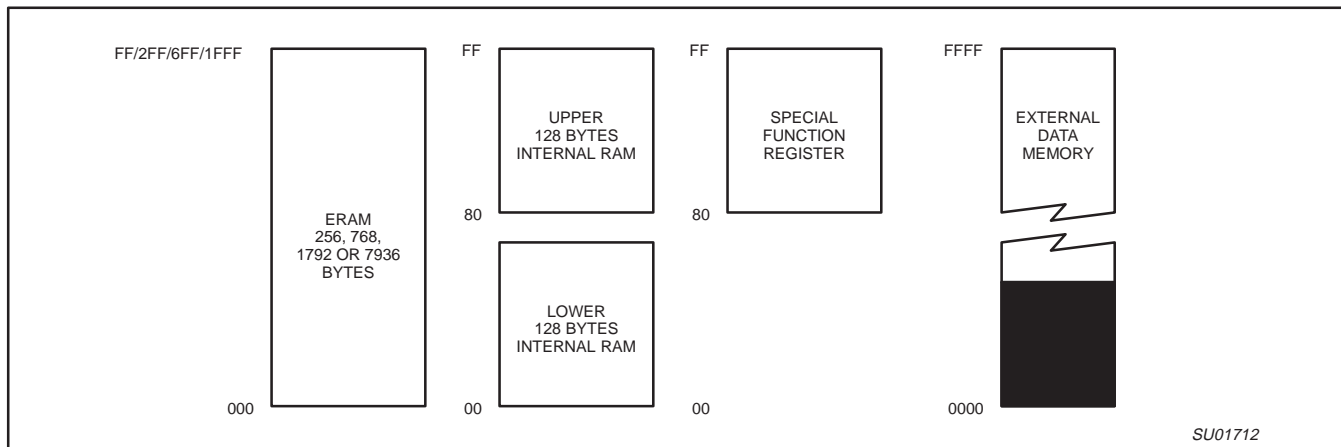 FF/2FF/6FF/1FFF
FF
FF
FFFF
UPPER
128 BYTES
INTERNAL RAM
SPECIAL
FUNCTION
REGISTER
EXTERNAL
DATA
MEMORY
80
80
ERAM
256, 768,
1792 OR 7936
BYTES
LOWER
128 BYTES
INTERNAL RAM
000
00
00
0000
SU01712